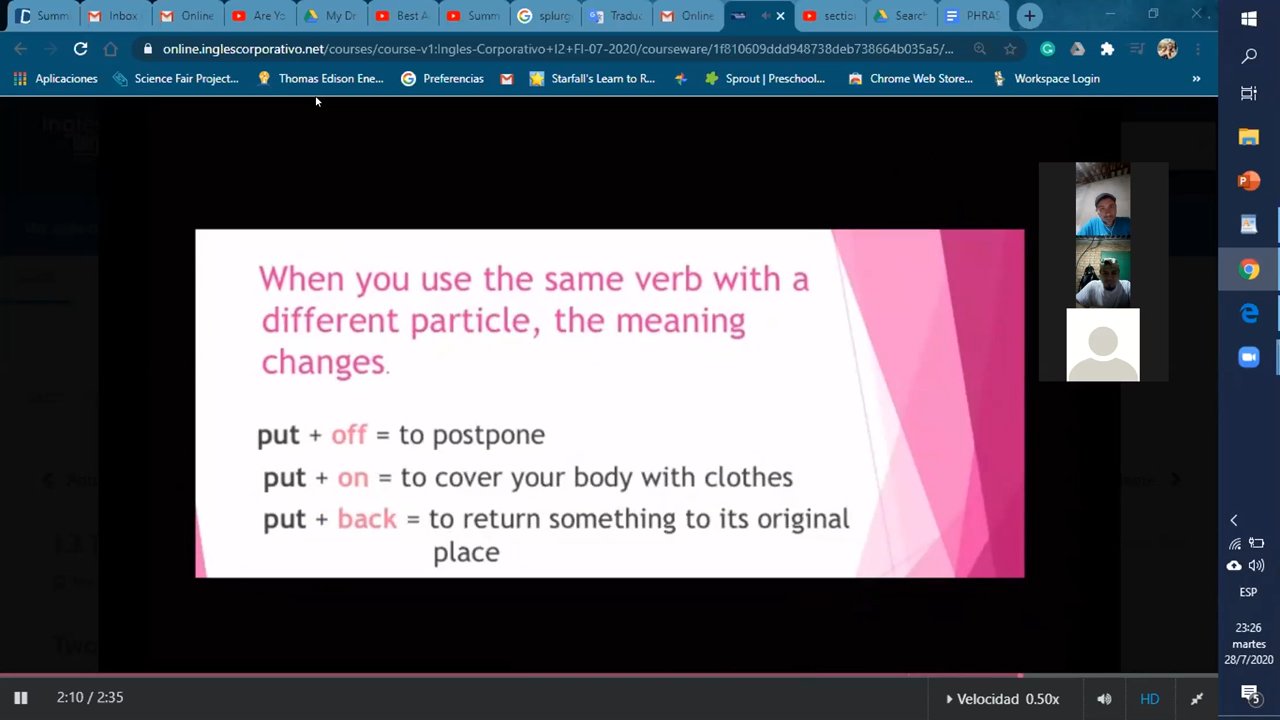 Summ
Inbox
Online
Are Yo
My Dr
Best A
Summ
splurg
Traduc
Online
section
Search
PHRAS
online.inglescorporativo.net/courses/course-v1:Ingles-Corporativo+I2+FI-07-2020/courseware/1f810609ddd948738deb738664b035a5/...
Aplicaciones
Science Fair Project...
Thomas Edison Ene...
Preferencias
Starfall's Learn to R...
Sprout | Preschool...
Chrome Web Store...
Workspace Login
»
When you use the same verb with a
different particle, the meaning
changes.
put + off = to postpone
put + on = to cover your body with clothes
put + back = to return something to its original
place
2:10 / 2:35
Velocidad 0.50x
HD
ESP
23:26
martes
28/7/2020
5